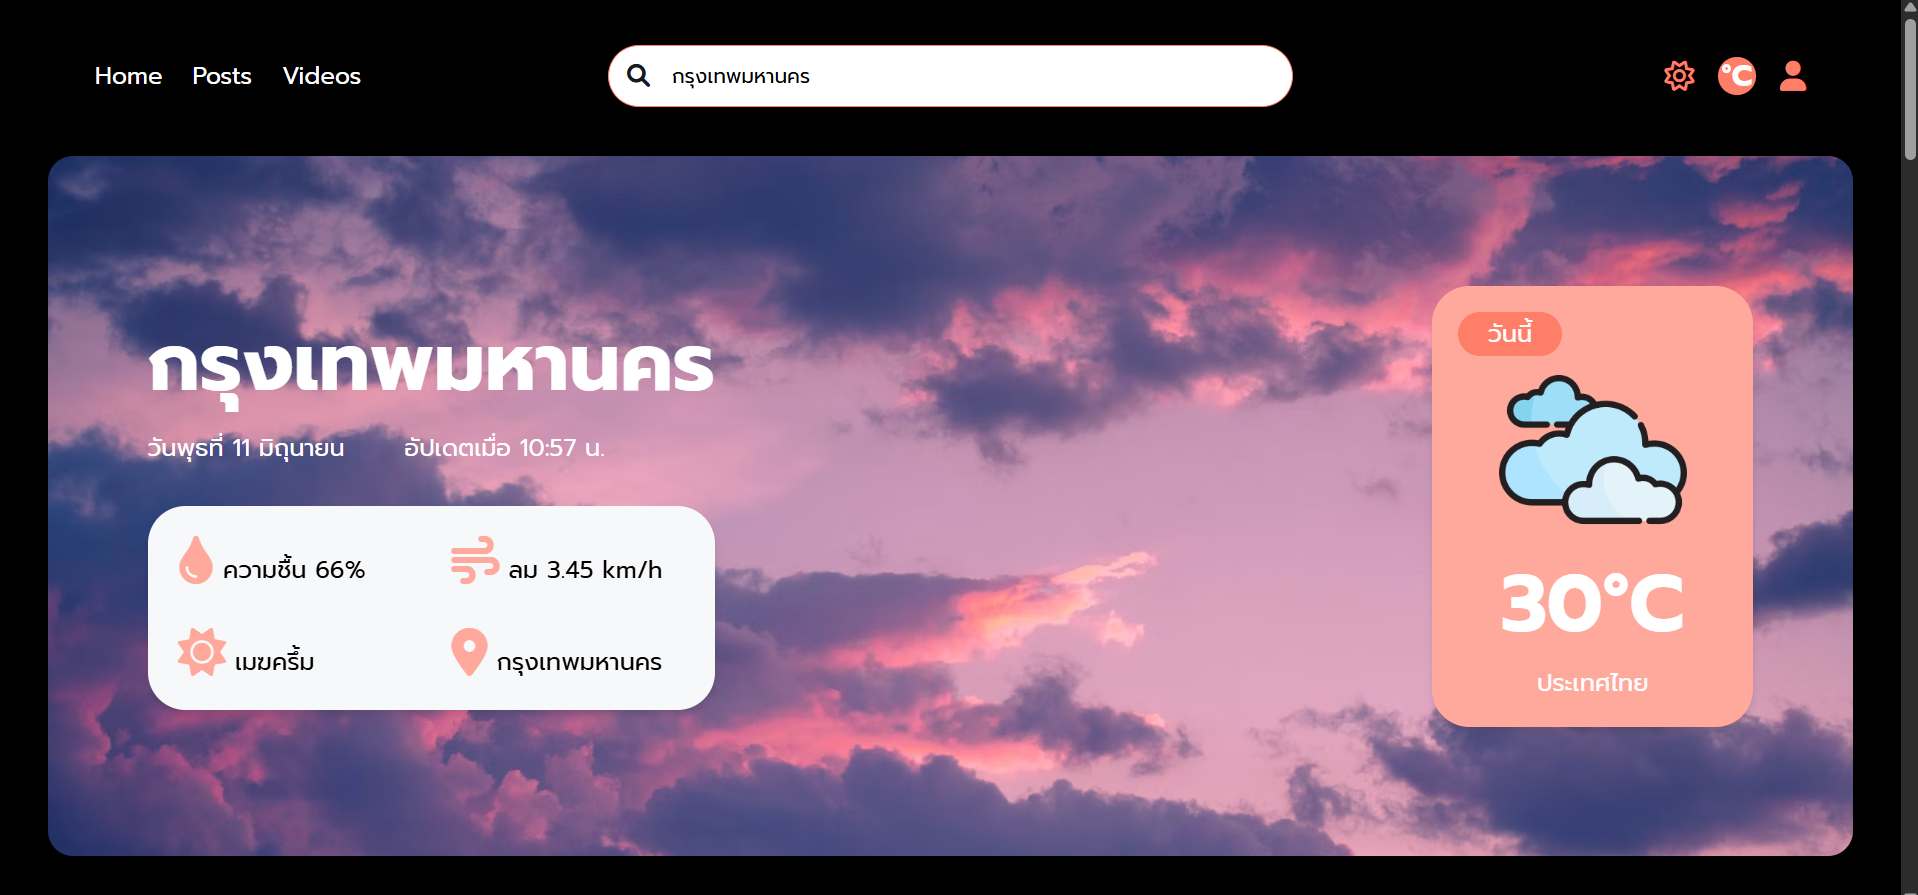 Home Posts Videos
กรุงเทพมหานคร
°C
กรุงเทพมหานคร
วันพุธที่ 11 มิถุนายน อัปเดตเมื่อ 10:57 น.
ความชื้น 66%
ลม 3.45 km/h
เมฆครึ้ม
กรุงเทพมหานคร
วันนี้
30°C
ประเทศไทย